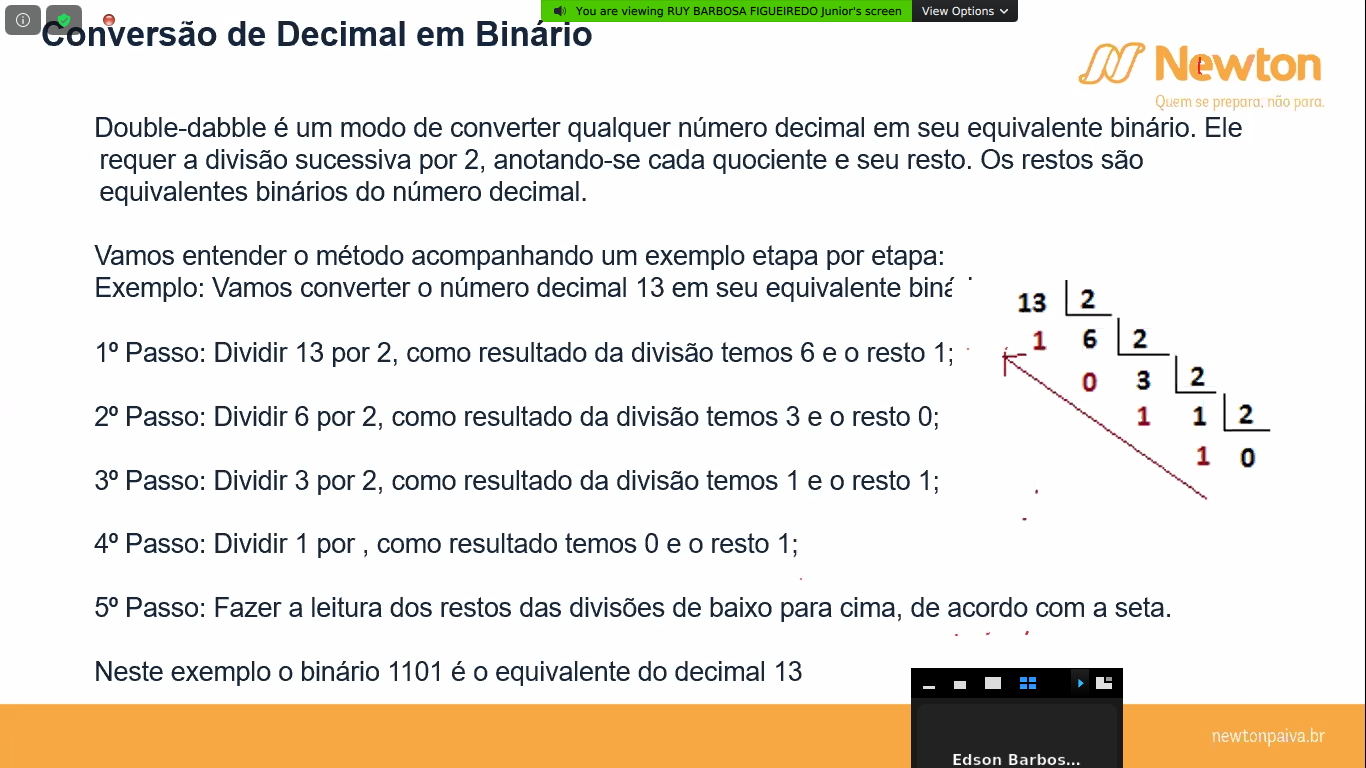 You are viewing RUY BARBOSA FIGUEIREDO Junior's screen
View Options
Conversão de Decimal em Binário
Newton
Quem se prepara, não para.
Double-dabble é um modo de converter qualquer número decimal em seu equivalente binário. Ele
requer a divisão sucessiva por 2, anotando-se cada quociente e seu resto. Os restos são
equivalentes binários do número decimal.
Vamos entender o método acompanhando um exemplo etapa por etapa:
Exemplo: Vamos converter o número decimal 13 em seu equivalente
13 2
1º Passo: Dividir 13 por 2, como resultado da divisão temos 6 e o resto 1;
1 6 2
0 3 2
2º Passo: Dividir 6 por 2, como resultado da divisão temos 3 e o resto 0;
1 1 2
1 0
3º Passo: Dividir 3 por 2, como resultado da divisão temos 1 e o resto 1;
4º Passo: Dividir 1 por , como resultado temos 0 e o resto 1;
5º Passo: Fazer a leitura dos restos das divisões de baixo para cima, de acordo com a seta.
Neste exemplo o binário 1101 é o equivalente do decimal 13
newtonpaiva.br
Edson Barbos...